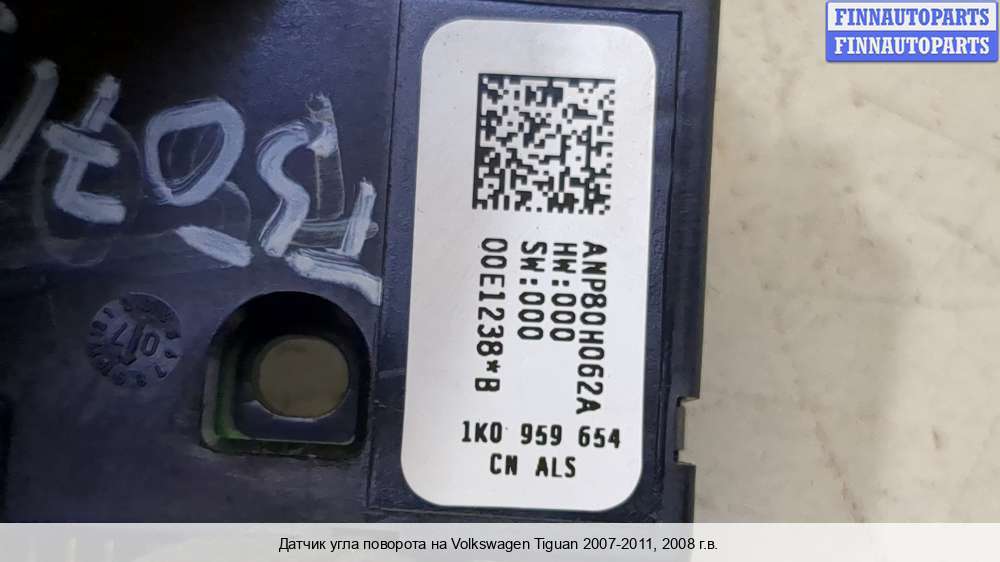 FINNAUTOPARTS
FINNAUTOPARTS
ANP80H062A
HW:000
SW:000
00E1238*B
1K0 959 654
CN ALS
Датчик угла поворота на Volkswagen Tiguan 2007-2011, 2008 г.в.